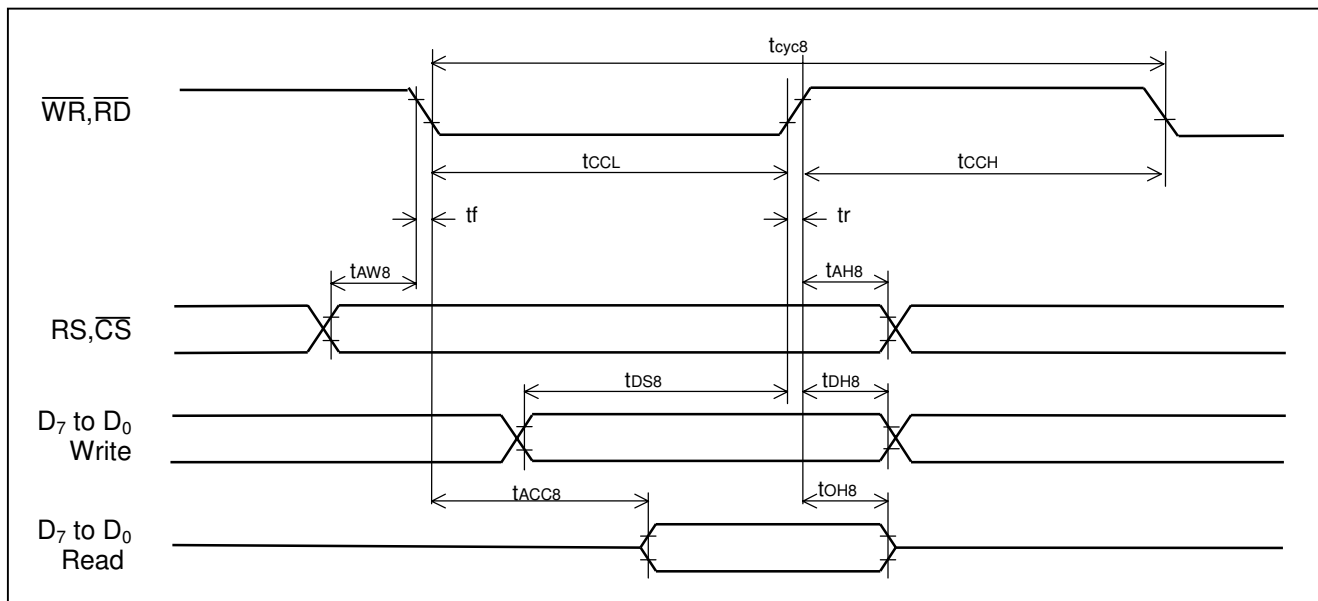 tcyc8
WR,RD
tCCL
tCCH
tf
tr
tAW8
tAH8
RS,CS
tDS8
tDH8
D7 to D0
Write
tACC8
tOH8
D7 to D0
Read